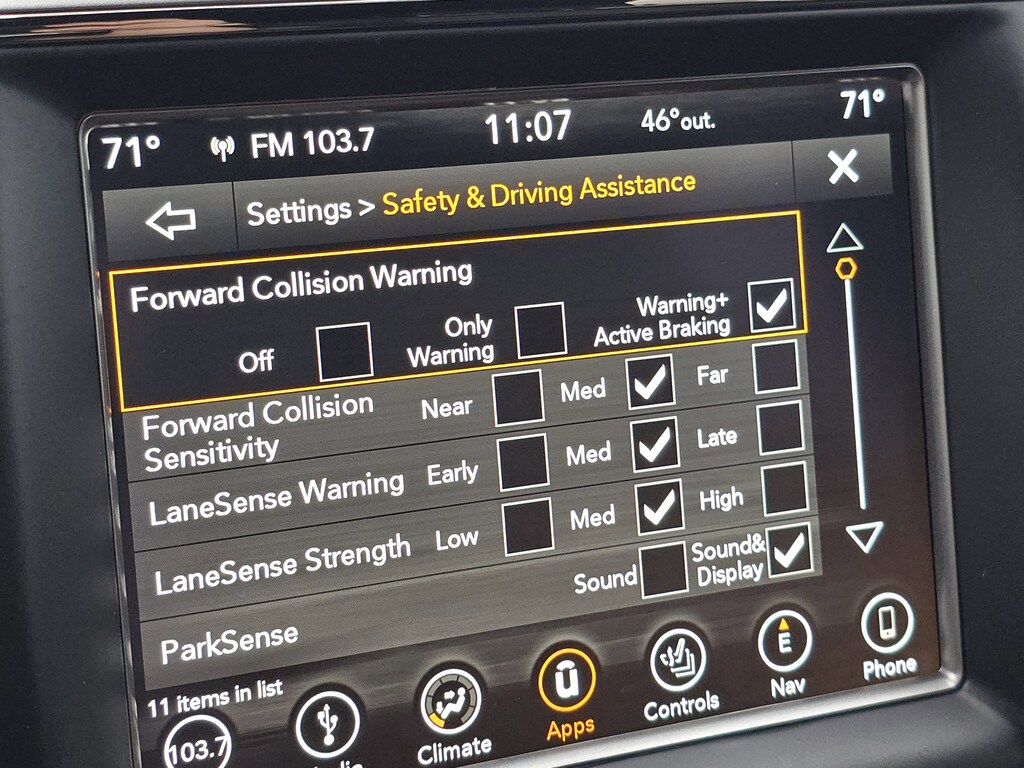 71° FM 103.7 11:07 46°out. 71°
Settings > Safety & Driving Assistance X
Forward Collision Warning
Off Only Warning Warning+ Active Braking
Forward Collision Sensitivity Near Med Far
LaneSense Warning Early Med Late
LaneSense Strength Low Med High
ParkSense Sound Sound& Display
11 items in list
103.7 Climate Apps Controls E Nav Phone